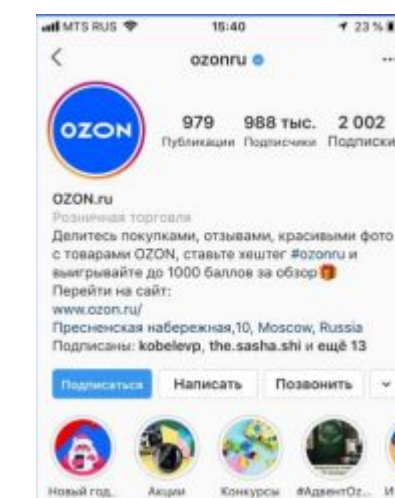 MTS RUS 15:40 23 %
ozonru
OZON
979 988 тыс. 2 002
Публикации Подписчики Подписки
OZON.ru
Розничная торговля
Делитесь покупками, отзывами, красивыми фото
с товарами OZON, ставьте хештег #ozonru и
выигрывайте до 1000 баллов за обзор
Перейти на сайт:
www.ozon.ru/
Пресненская набережная,10, Moscow, Russia
Подписаны: kobelevp, the.sasha.shi и ещё 13
Подписаться Написать Позвонить
Новый год... Акции Конкурсы #АдвентOz... И